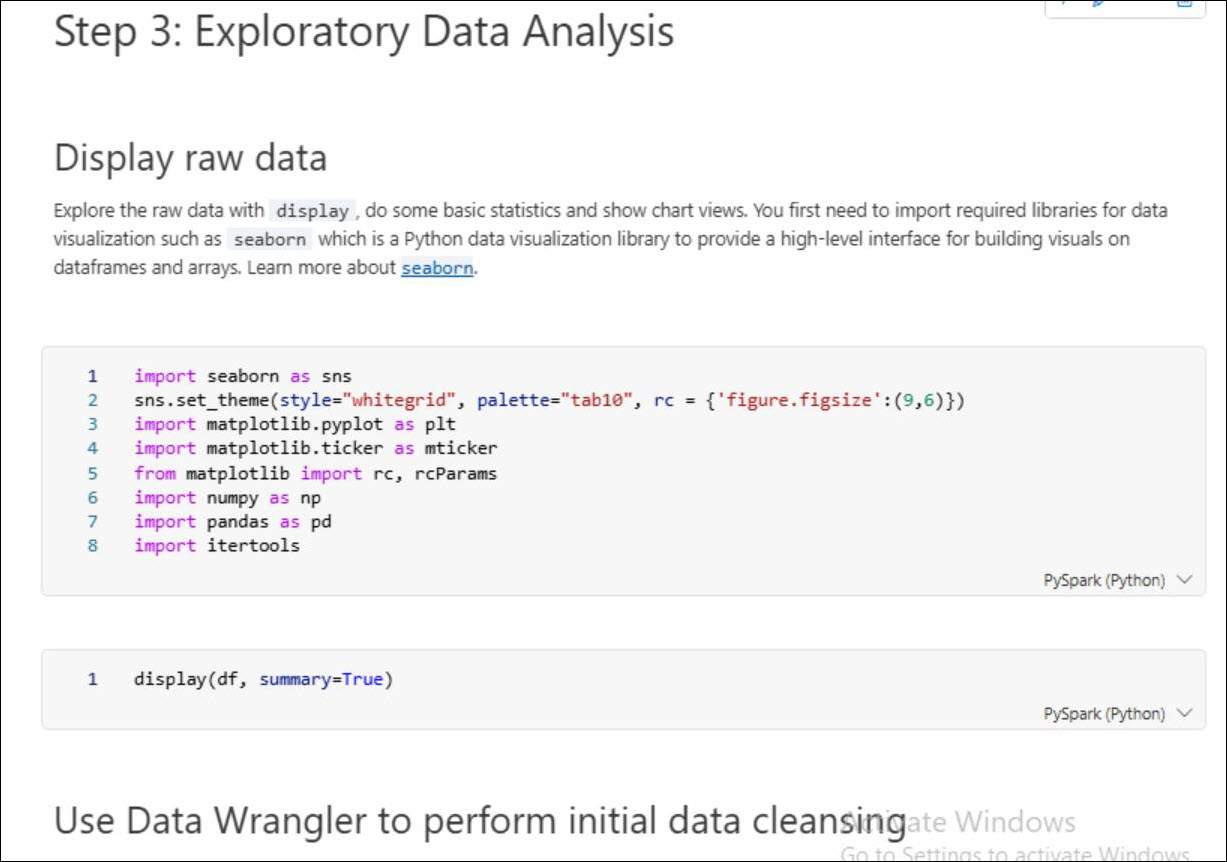 Step 3: Exploratory Data Analysis
Display raw data
Explore the raw data with display , do some basic statistics and show chart views. You first need to import required libraries for data
visualization such as seaborn which is a Python data visualization library to provide a high-level interface for building visuals on
dataframes and arrays. Learn more about seaborn.
1 import seaborn as sns
2 sns.set_theme(style="whitegrid", palette="tab10", rc = {'figure.figsize':(9,6)})
3 import matplotlib.pyplot as plt
4 import matplotlib.ticker as mticker
5 from matplotlib import rc, rcParams
6 import numpy as np
7 import pandas as pd
8 import itertools
PySpark (Python)
1 display(df, summary=True)
PySpark (Python)
Use Data Wrangler to perform initial data cleansing
Activate Windows
Go to Settings to activate Windows.